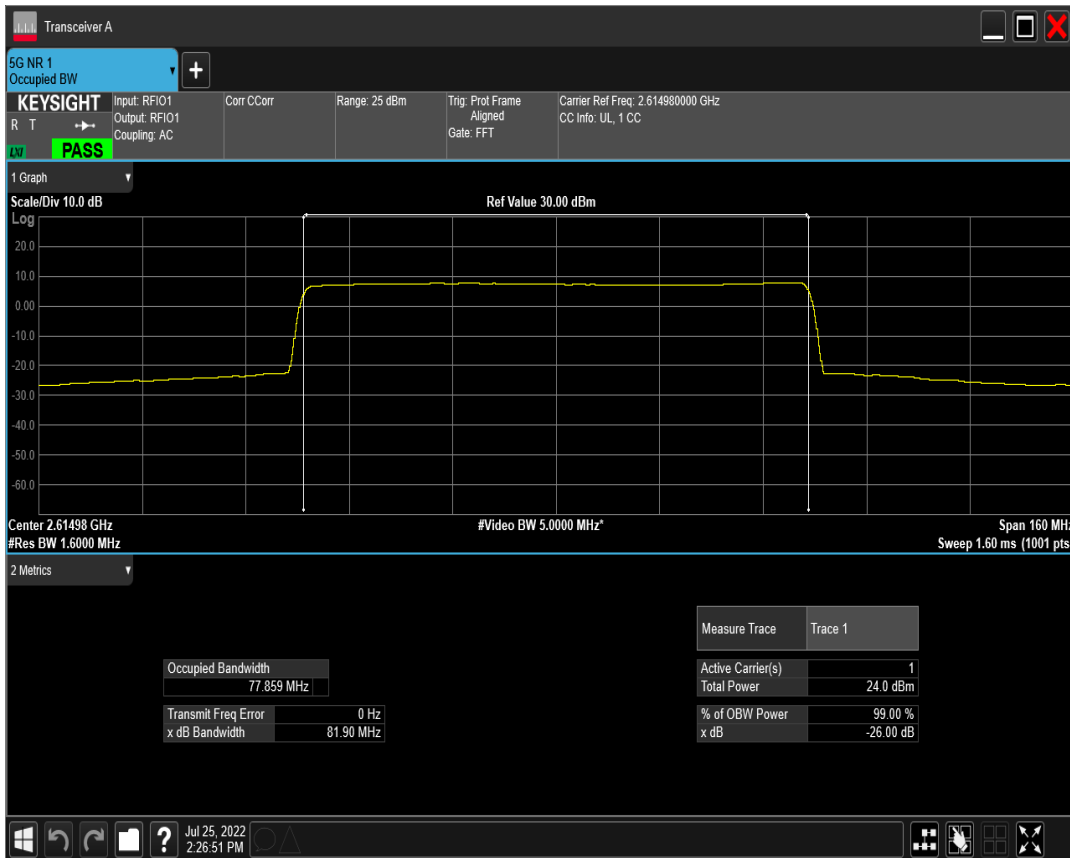 Transceiver A
5G NR 1
Occupied BW
KEYSIGHT
R T
LXI
PASS
Input: RFIO1
Output: RFIO1
Coupling: AC
Corr CCorr
Range: 25 dBm
Trig: Prot Frame
Aligned
Gate: FFT
Carrier Ref Freq: 2.614980000 GHz
CC Info: UL, 1 CC
1 Graph
Scale/Div 10.0 dB
Ref Value 30.00 dBm
Log
20.0
10.0
0.00
-10.0
-20.0
-30.0
-40.0
-50.0
-60.0
Center 2.61498 GHz
#Video BW 5.0000 MHz*
Span 160 MHz
#Res BW 1.6000 MHz
Sweep 1.60 ms (1001 pts
2 Metrics
Measure Trace Trace 1
Occupied Bandwidth
77.859 MHz
Active Carrier(s) 1
Total Power 24.0 dBm
Transmit Freq Error 0 Hz
x dB Bandwidth 81.90 MHz
% of OBW Power 99.00 %
x dB -26.00 dB
?
Jul 25, 2022
2:26:51 PM